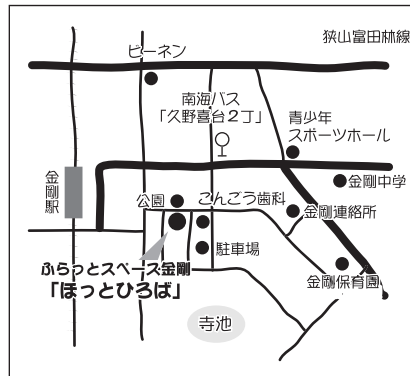 狭山富田林線
ピーネン
南海バス
「久野喜台2丁」
青少年
スポーツホール
金剛駅
公園
こんごう歯科
金剛中学
金剛連絡所
駐車場
ふらっとスペース金剛
「ほっとひろば」
金剛保育園
寺池